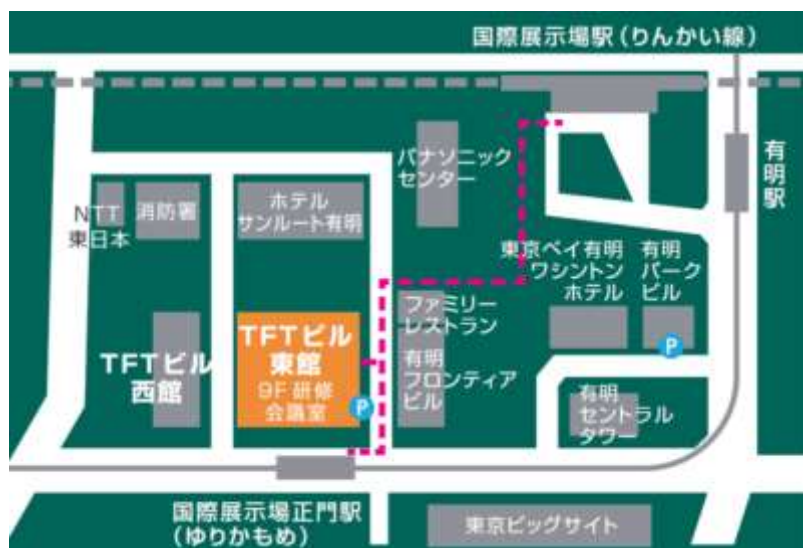 国際展示場駅(りんかい線)
パナソニック
センター
有明駅
NTT
東日本
消防署
ホテル
サンルート有明
東京ベイ有明
ワシントン
ホテル
有明
パーク
ビル
P
TFTビル
西館
TFTビル
東館
9F研修
会議室
P
ファミリー
レストラン
有明
フロンティア
ビル
有明
セントラル
タワー
国際展示場正門駅
(ゆりかもめ)
東京ビッグサイト